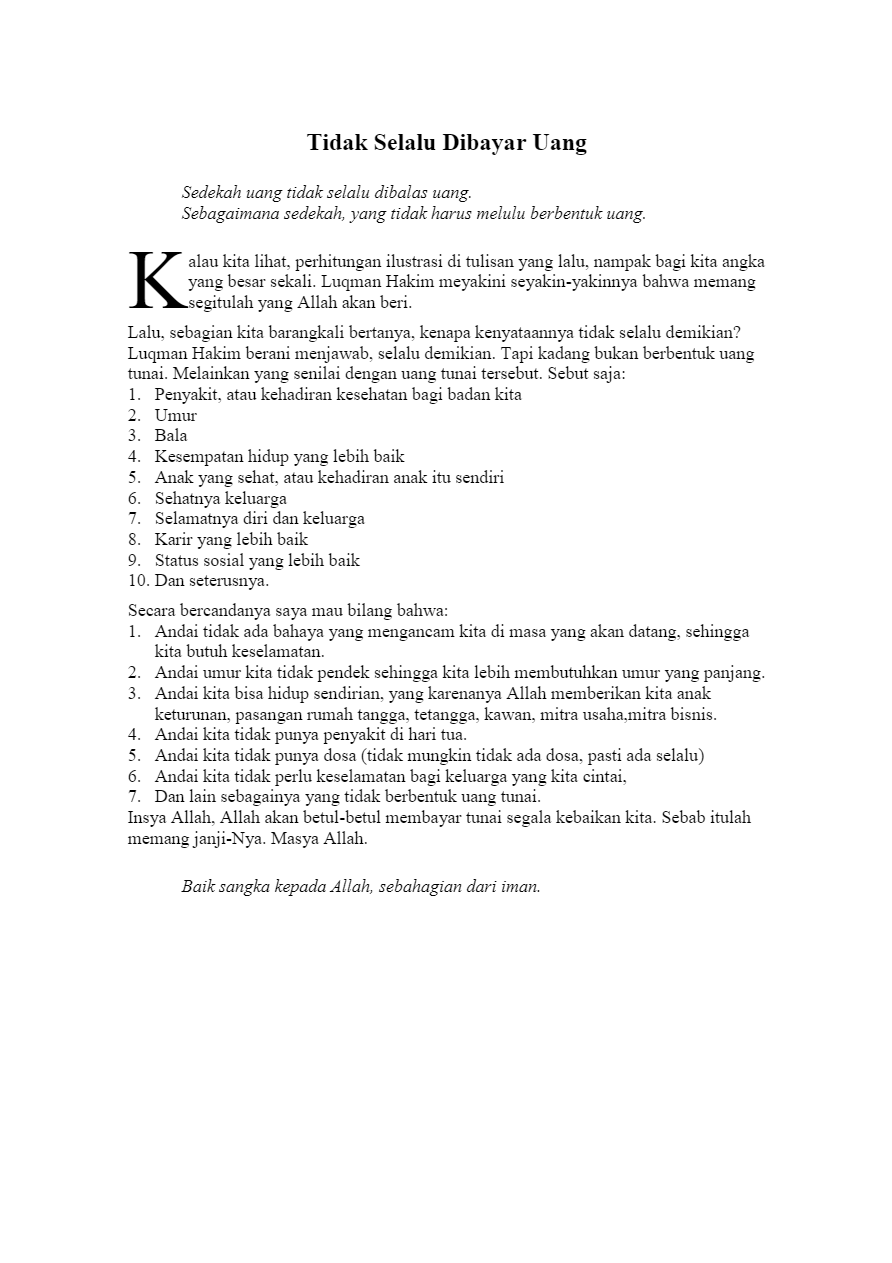 Tidak Selalu Dibayar Uang
Sedekah uang tidak selalu dibalas uang.
Sebagaimana sedekah, yang tidak harus melulu berbentuk uang.
Kalau kita lihat, perhitungan ilustrasi di tulisan yang lalu, nampak bagi kita angka
yang besar sekali. Luqman Hakim meyakini seyakin-yakinnya bahwa memang
segitulah yang Allah akan beri.
Lalu, sebagian kita barangkali bertanya, kenapa kenyataannya tidak selalu demikian?
Luqman Hakim berani menjawab, selalu demikian. Tapi kadang bukan berbentuk uang
tunai. Melainkan yang senilai dengan uang tunai tersebut. Sebut saja:
1. Penyakit, atau kehadiran kesehatan bagi badan kita
2. Umur
3. Bala
4. Kesempatan hidup yang lebih baik
5. Anak yang sehat, atau kehadiran anak itu sendiri
6. Sehatnya keluarga
7. Selamatnya diri dan keluarga
8. Karir yang lebih baik
9. Status sosial yang lebih baik
10. Dan seterusnya.
Secara bercandanya saya mau bilang bahwa:
1. Andai tidak ada bahaya yang mengancam kita di masa yang akan datang, sehingga
kita butuh keselamatan.
2. Andai umur kita tidak pendek sehingga kita lebih membutuhkan umur yang panjang.
3. Andai kita bisa hidup sendirian, yang karenanya Allah memberikan kita anak
keturunan, pasangan rumah tangga, tetangga, kawan, mitra usaha,mitra bisnis.
4. Andai kita tidak punya penyakit di hari tua.
5. Andai kita tidak punya dosa (tidak mungkin tidak ada dosa, pasti ada selalu)
6. Andai kita tidak perlu keselamatan bagi keluarga yang kita cintai,
7. Dan lain sebagainya yang tidak berbentuk uang tunai.
Insya Allah, Allah akan betul-betul membayar tunai segala kebaikan kita. Sebab itulah
memang janji-Nya. Masya Allah.
Baik sangka kepada Allah, sebahagian dari iman.